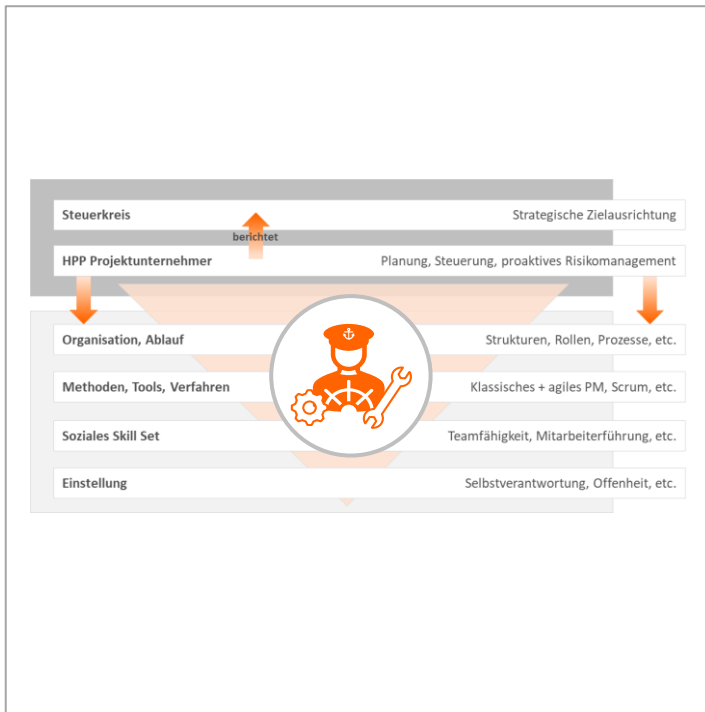 Steuerkreis
Strategische Zielausrichtung
berichtet
HPP Projektunternehmer
Planung, Steuerung, proaktives Risikomanagement
Organisation, Ablauf
Strukturen, Rollen, Prozesse, etc.
Methoden, Tools, Verfahren
Klassisches + agiles PM, Scrum, etc.
Soziales Skill Set
Teamfähigkeit, Mitarbeiterführung, etc.
Einstellung
Selbstverantwortung, Offenheit, etc.